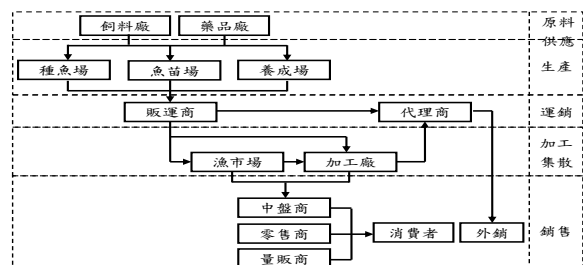 飼料廠 藥品廠 原料
供應
種魚場 魚苗場 養成場 生產
販運商 代理商 運銷
加工
漁市場 加工廠 集散
中盤商
零售商 消費者 外銷 銷售
量販商